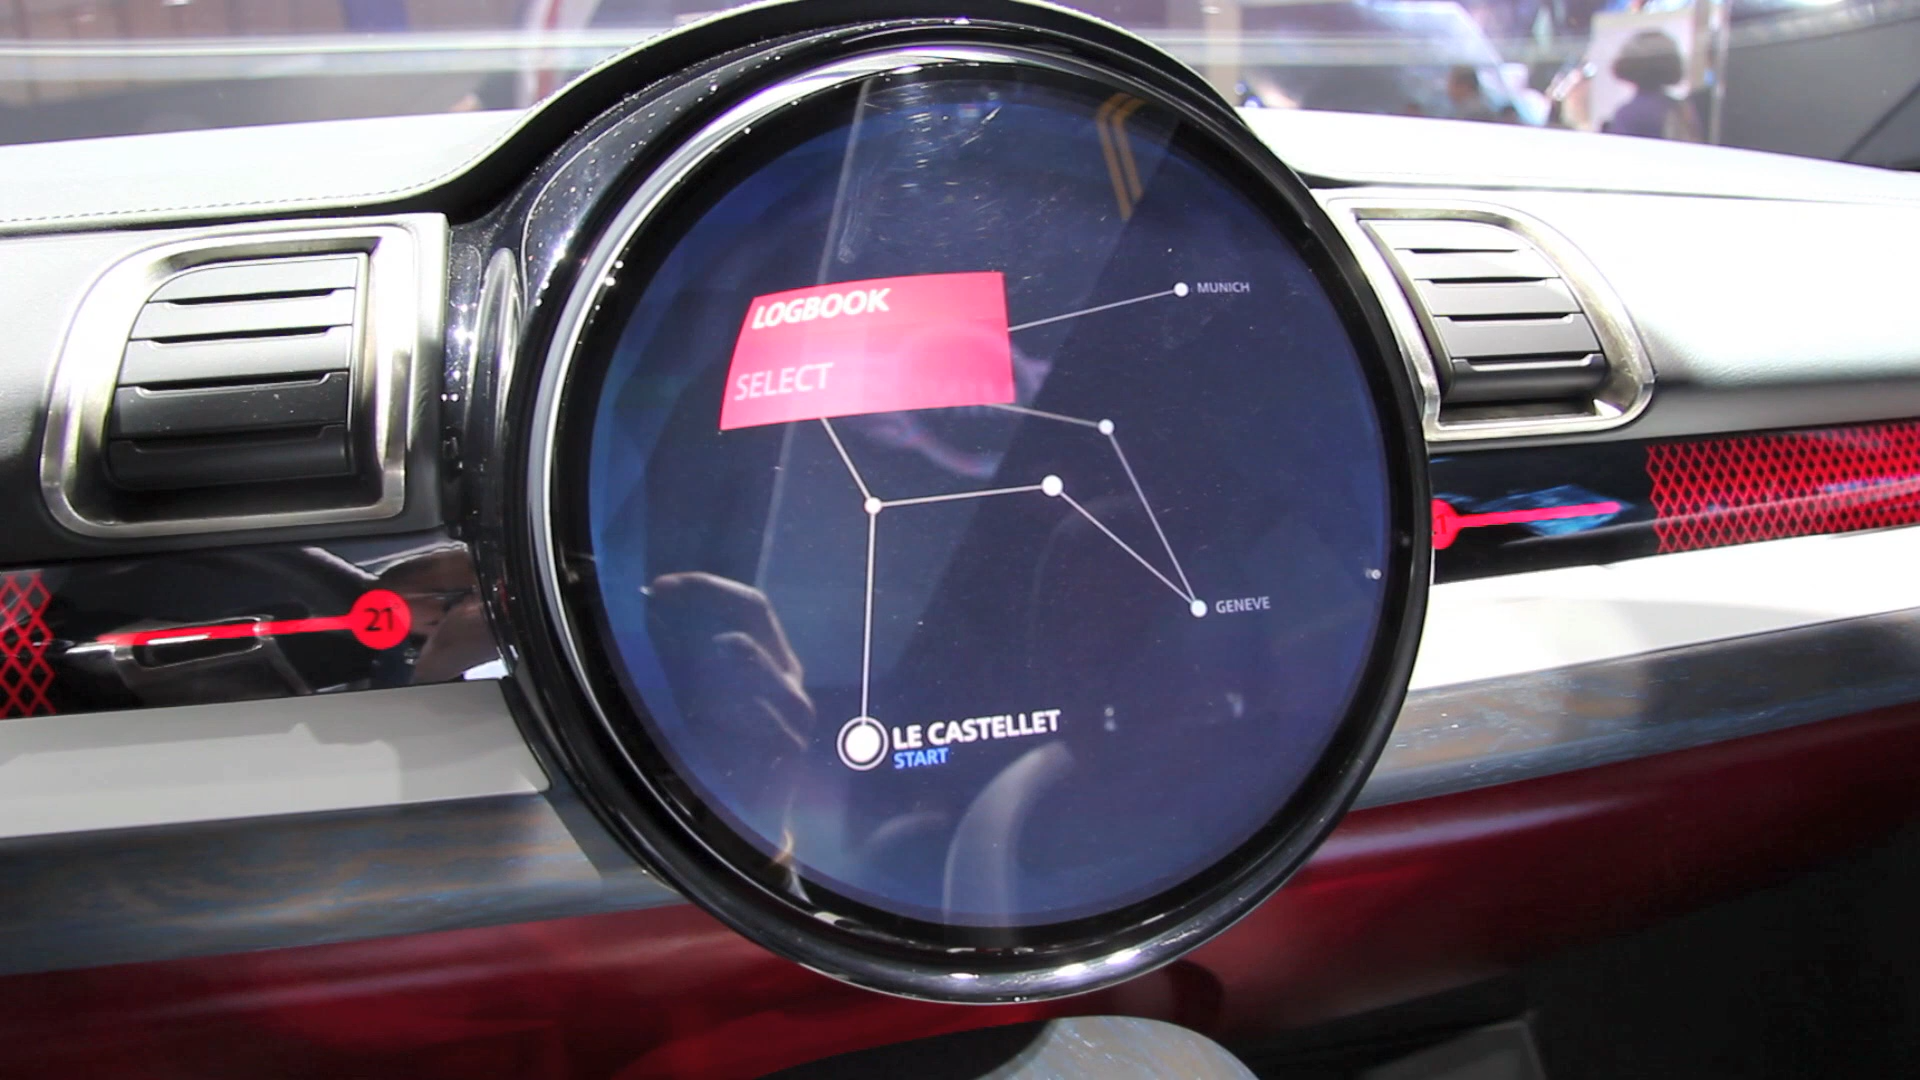 LOGBOOK
SELECT
MUNICH
GENEVE
21
LE CASTELLET
START